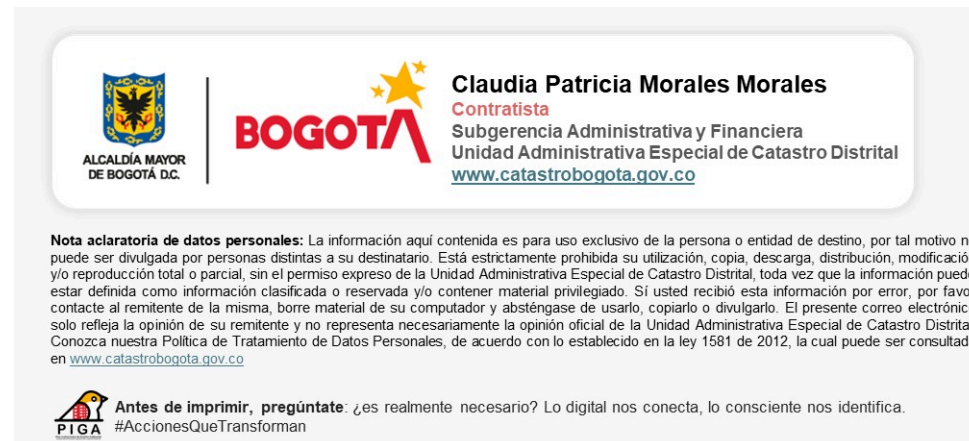 Claudia Patricia Morales Morales
Contratista
Subgerencia Administrativa y Financiera
Unidad Administrativa Especial de Catastro Distrital
www.catastrobogota.gov.co
BOGOTÁ
ALCALDÍA MAYOR
DE BOGOTÁ D.C.
Nota aclaratoria de datos personales: La información aquí contenida es para uso exclusivo de la persona o entidad de destino, por tal motivo n
puede ser divulgada por personas distintas a su destinatario. Está estrictamente prohibida su utilización, copia, descarga, distribución, modificació
y/o reproducción total o parcial, sin el permiso expreso de la Unidad Administrativa Especial de Catastro Distrital, toda vez que la información pued
estar definida como información clasificada o reservada y/o contener material privilegiado. Sí usted recibió esta información por error, por favo
contacte al remitente de la misma, borre material de su computador y absténgase de usarlo, copiarlo o divulgarlo. El presente correo electrónic
solo refleja la opinión de su remitente y no representa necesariamente la opinión oficial de la Unidad Administrativa Especial de Catastro Distrita
Conozca nuestra Política de Tratamiento de Datos Personales, de acuerdo con lo establecido en la ley 1581 de 2012, la cual puede ser consultad
en www.catastrobogota.gov.co
Antes de imprimir, pregúntate: ¿es realmente necesario? Lo digital nos conecta, lo consciente nos identifica.
#AccionesQueTransforman
PIGA